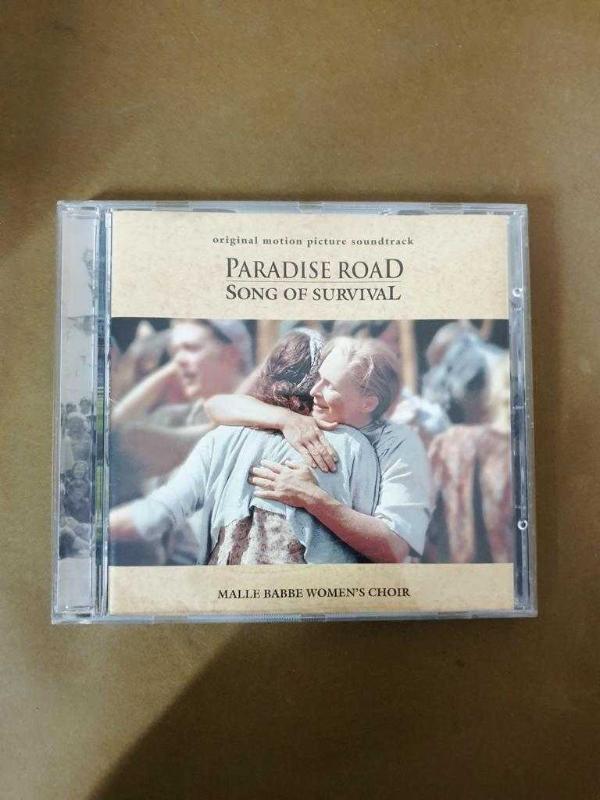 original motion picture soundtrack
PARADISE ROAD
SONG OF SURVIVAL
MALLE BABBE WOMEN'S CHOIR